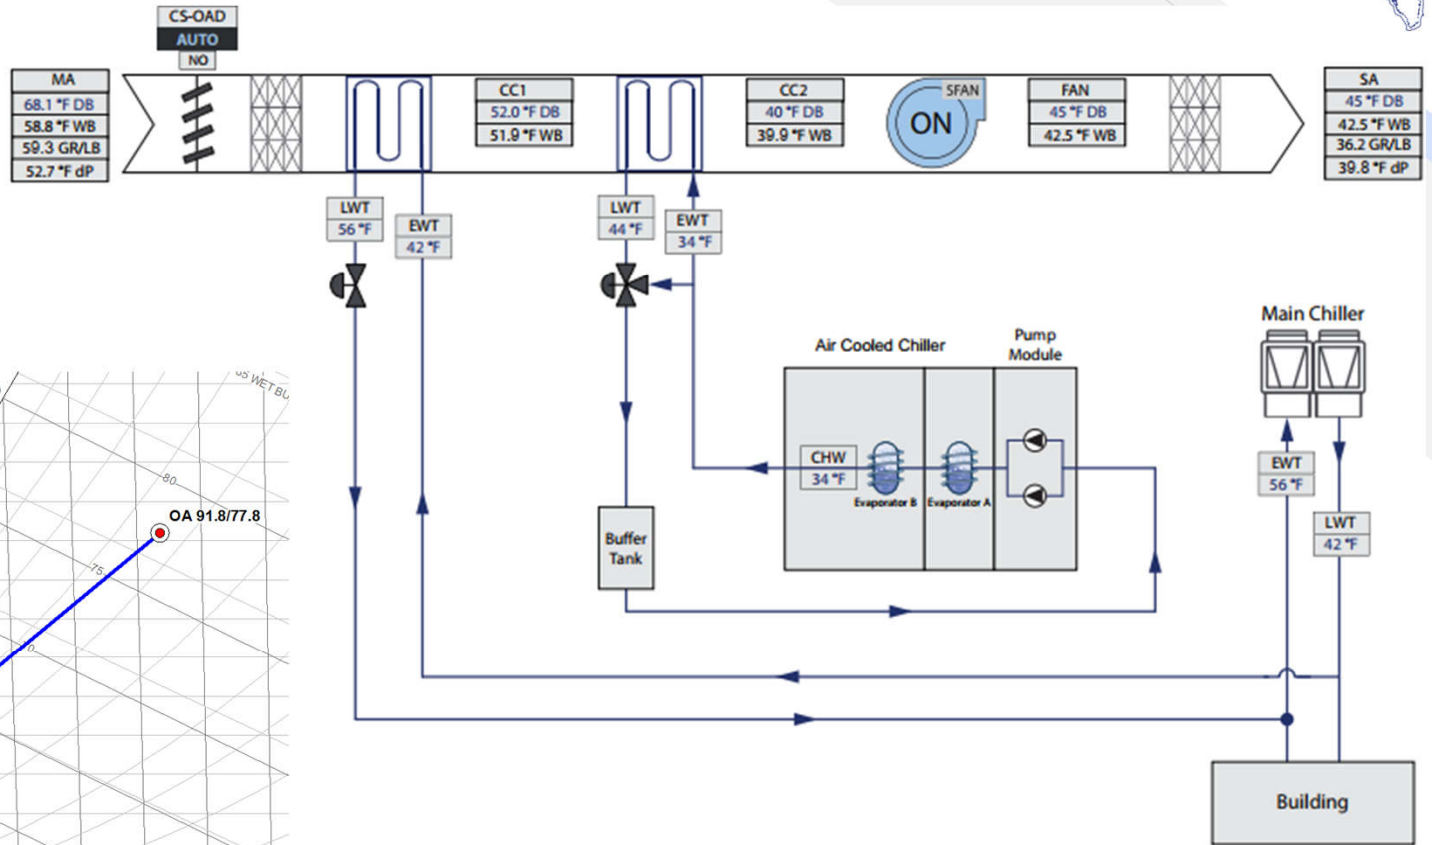 CS-OAD
AUTO
NO
MA
68.1 °F DB
58.8 °F WB
59.3 GR/LB
52.7 °F dP
CC1
52.0 °F DB
51.9 °F WB
CC2
40 °F DB
39.9 °F WB
SFAN
ON
FAN
45 °F DB
42.5 °F WB
SA
45 °F DB
42.5 °F WB
36.2 GR/LB
39.8 °F dP
LWT
56 °F
EWT
42 °F
LWT
44 °F
EWT
34 °F
Air Cooled Chiller
Pump
Module
Main Chiller
CHW
34 °F
Evaporator B
Evaporator A
EWT
56 °F
LWT
42 °F
Buffer
Tank
Building
WET BU
80
OA 91.8/77.8
75